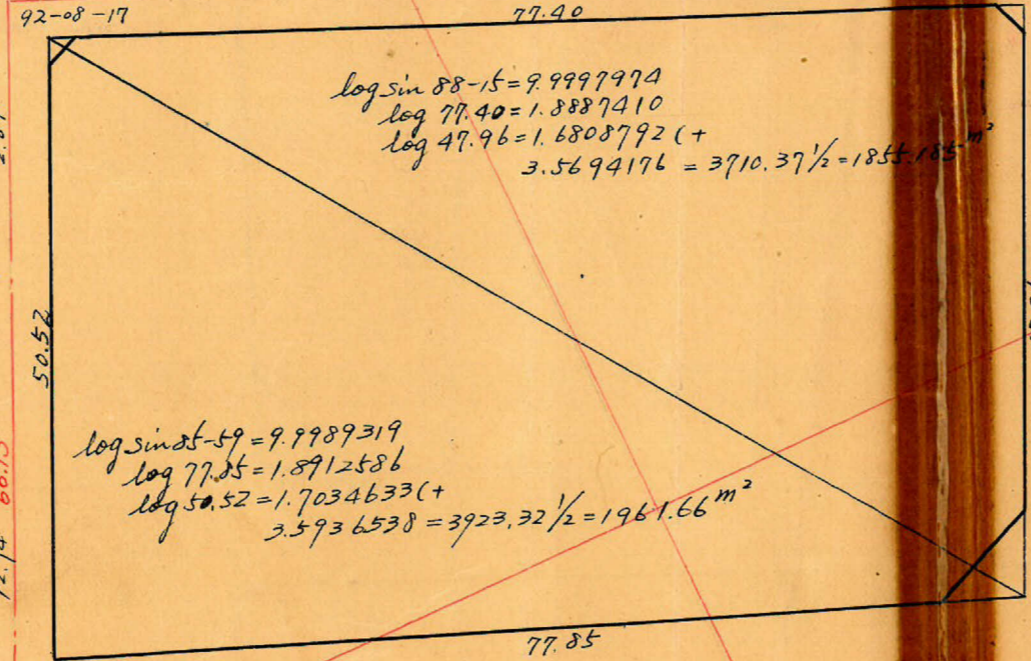 92-08-17
77.40
log sin 88-15 = 9.9997974
log 77.40 = 1.8887410
log 47.96 = 1.6808792 (+
3.5694176 = 3710.37 1/2 = 1855.185 m²
50.52
log sin 85-59 = 9.9989319
log 77.85 = 1.8912586
log 50.52 = 1.7034633 (+
3.5936538 = 3923.32 1/2 = 1961.66 m²
77.85